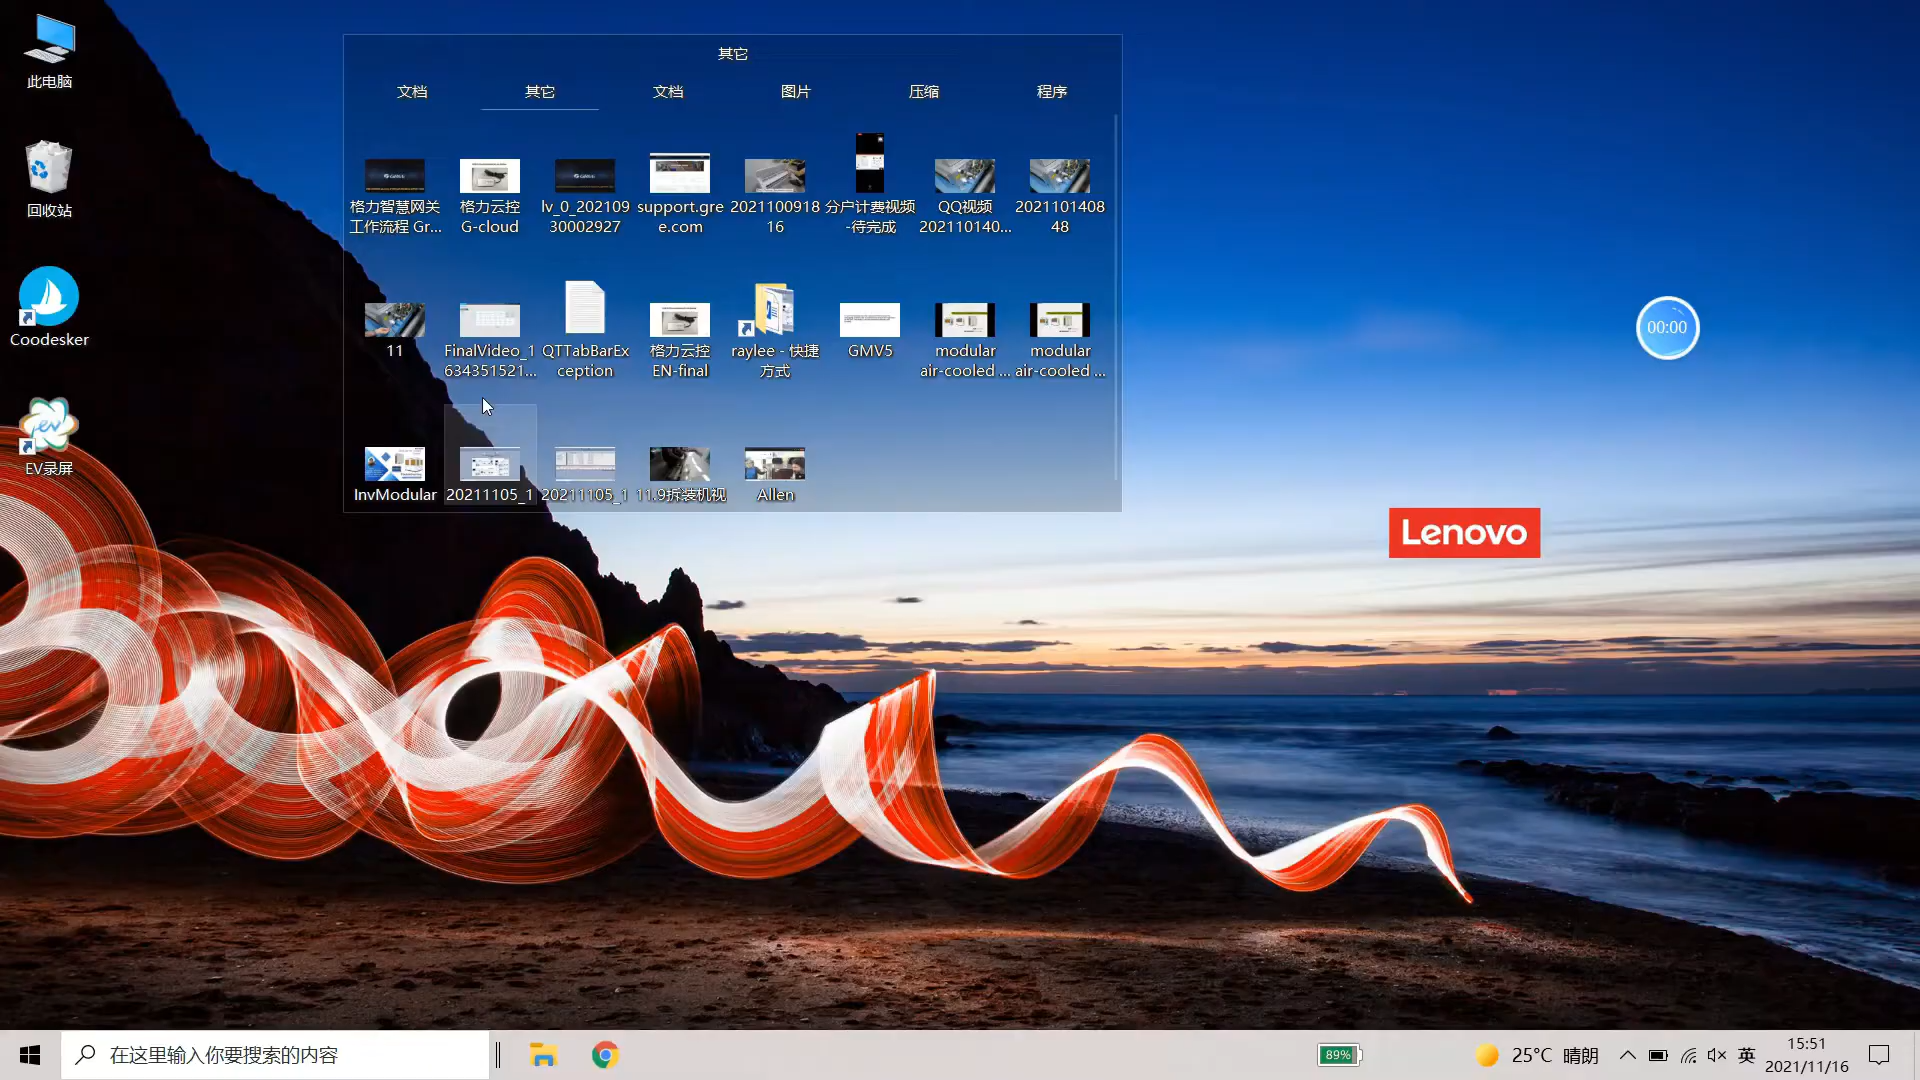 此电脑
回收站
Coodesker
EV录屏
其它
文档 其它 文档 图片 压缩 程序
格力智慧网关
工作流程 Gr...
格力云控
G-cloud
lv_0_202109
30002927
support.gre
e.com
2021100918
16
分户计费视频
-待完成
QQ视频
202110140...
2021101408
48
11
FinalVideo_1
634351521...
QTTabBarEx
ception
格力云控
EN-final
raylee - 快捷
方式
GMV5
modular
air-cooled ...
modular
air-cooled ...
InvModular
20211105_1
20211105_1
11.9拆装机视
Allen
00:00
Lenovo
在这里输入你要搜索的内容
89%
25°C 晴朗
英
15:51
2021/11/16